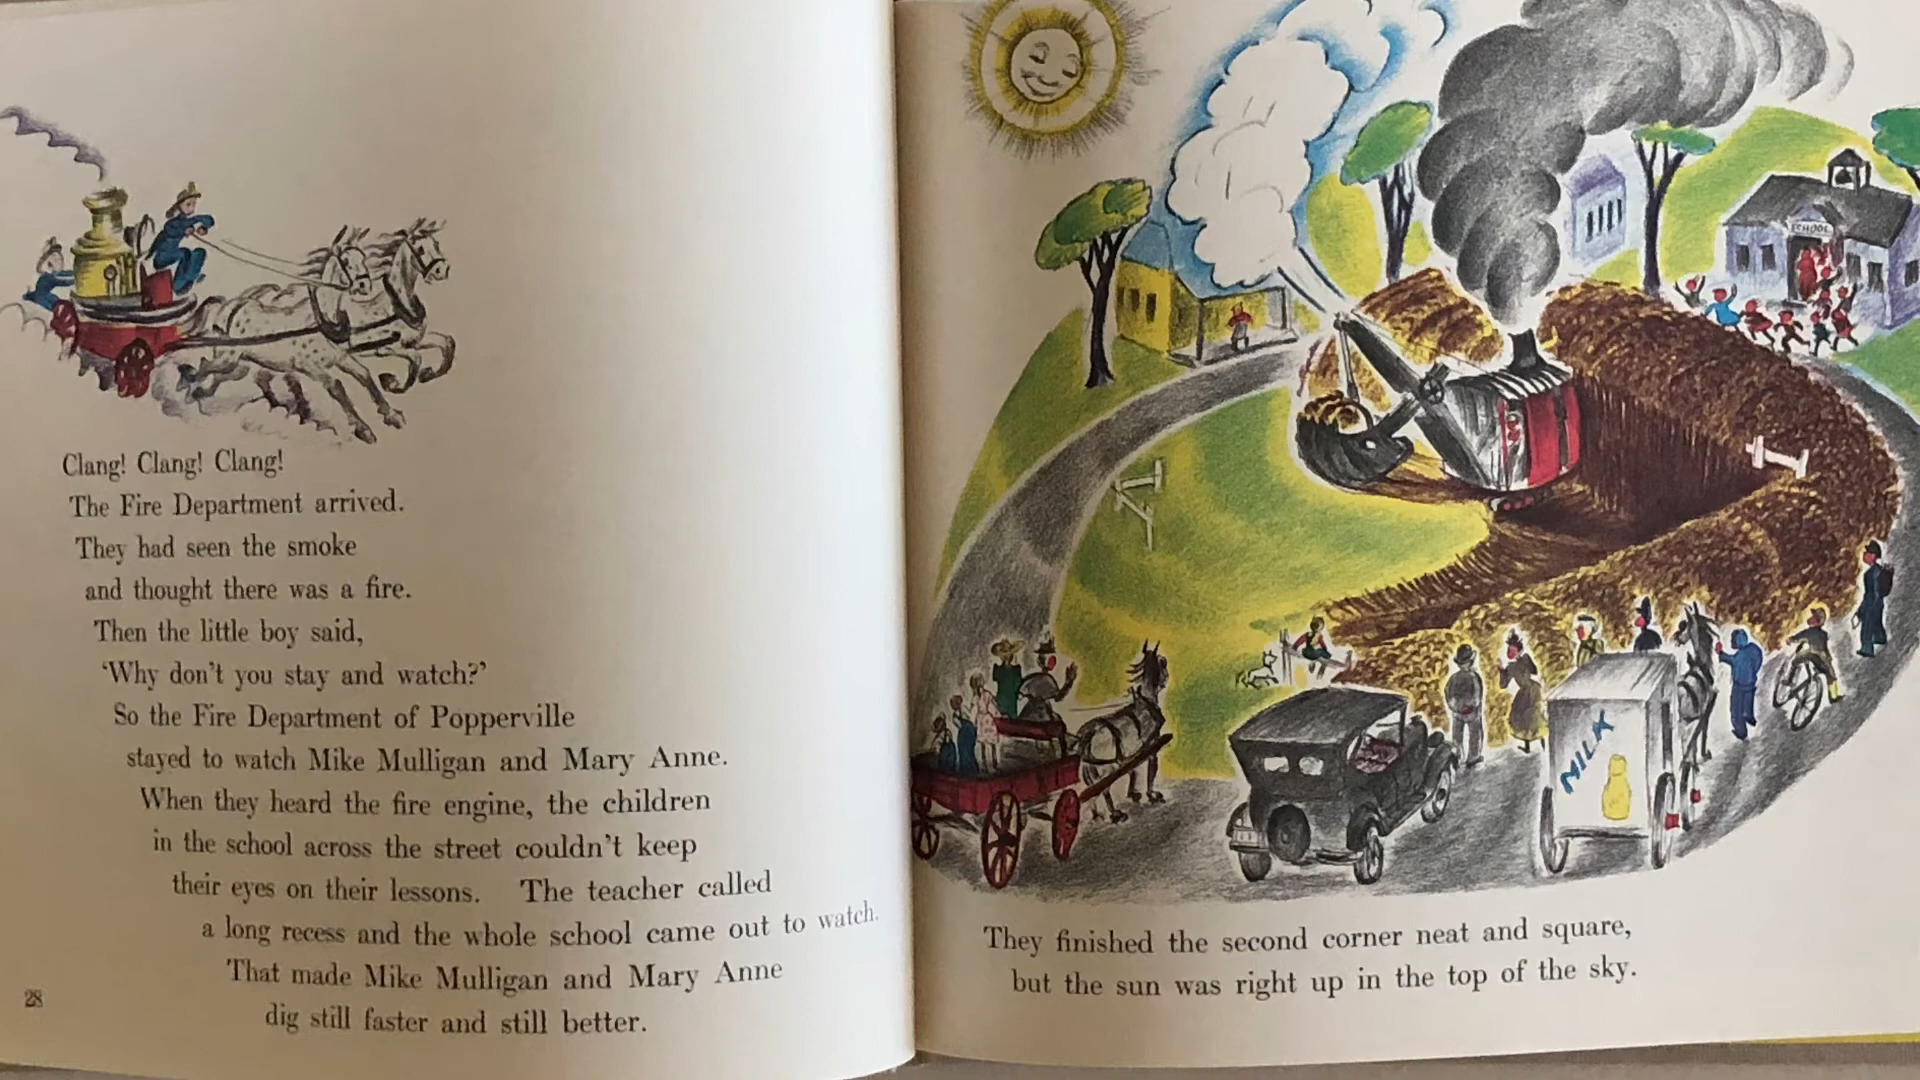 Clang! Clang! Clang!
The Fire Department arrived.
They had seen the smoke
and thought there was a fire.
Then the little boy said,
‘Why don’t you stay and watch?’
So the Fire Department of Popperville
stayed to watch Mike Mulligan and Mary Anne.
When they heard the fire engine, the children
in the school across the street couldn’t keep
their eyes on their lessons. The teacher called
a long recess and the whole school came out to watch.
That made Mike Mulligan and Mary Anne
dig still faster and still better.
28
SCHOOL
MILK
They finished the second corner neat and square,
but the sun was right up in the top of the sky.